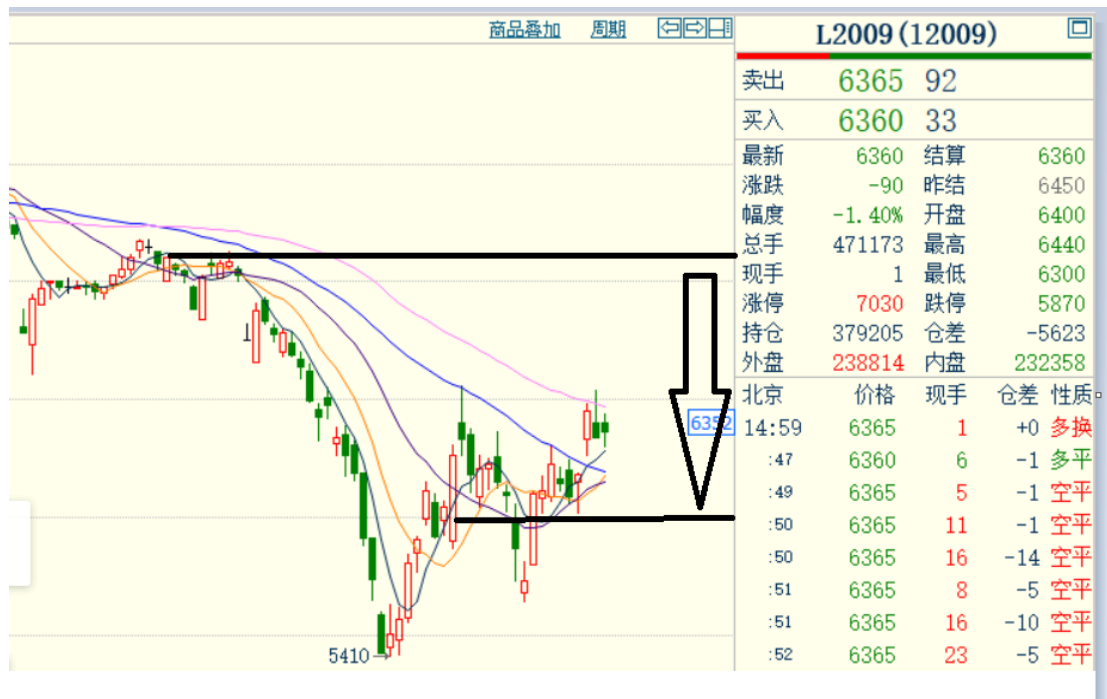 商品叠加 周期
L2009(12009)
卖出 6365 92
买入 6360 33
最新 6360 结算 6360
涨跌 -90 昨结 6450
幅度 -1.40% 开盘 6400
总手 471173 最高 6440
现手 1 最低 6300
涨停 7030 跌停 5870
持仓 379205 仓差 -5623
外盘 238814 内盘 232358
北京 价格 现手 仓差 性质
14:59 6365 1 +0 多换
:47 6360 6 -1 多平
:49 6365 5 -1 空平
:50 6365 11 -1 空平
:50 6365 16 -14 空平
:51 6365 8 -5 空平
:51 6365 16 -10 空平
:52 6365 23 -5 空平
5410